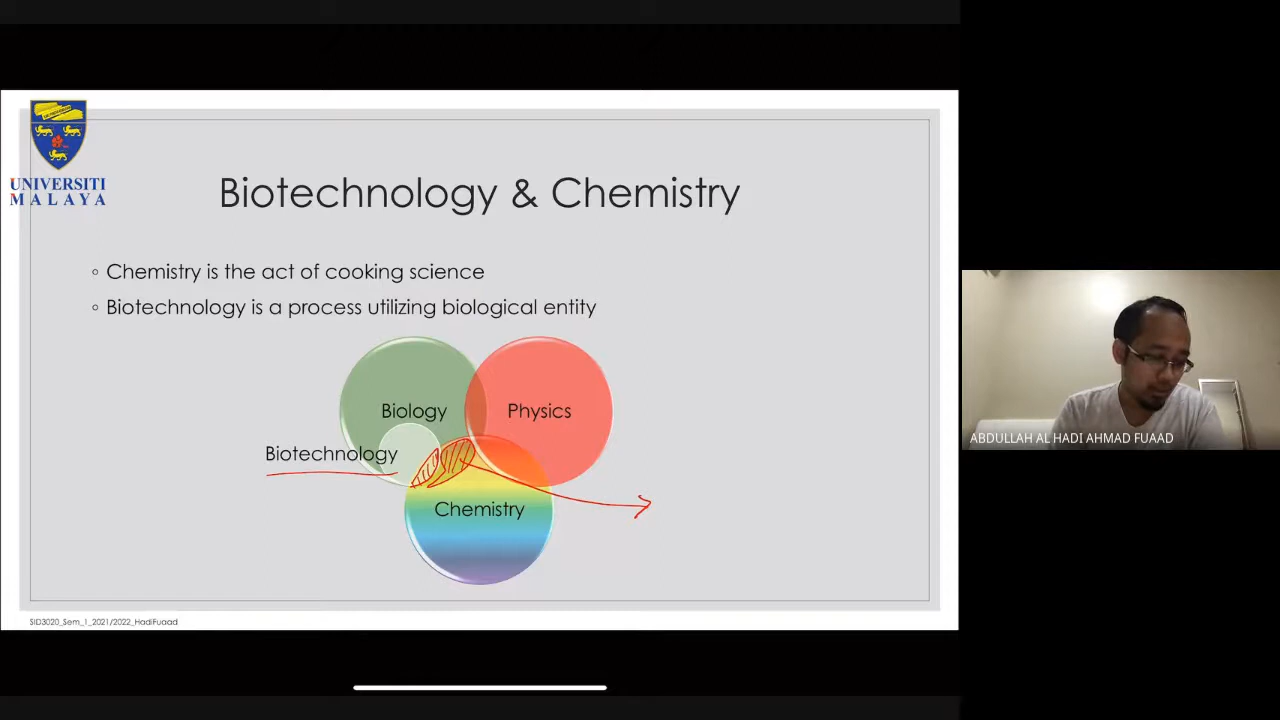 UNIVERSITI
MALAYA
Biotechnology & Chemistry
◦ Chemistry is the act of cooking science
◦ Biotechnology is a process utilizing biological entity
Biology
Physics
Biotechnology
Chemistry
ABDULLAH AL HADI AHMAD FUAAD
SID3020_Sem_1_2021/2022_HadiFuaad